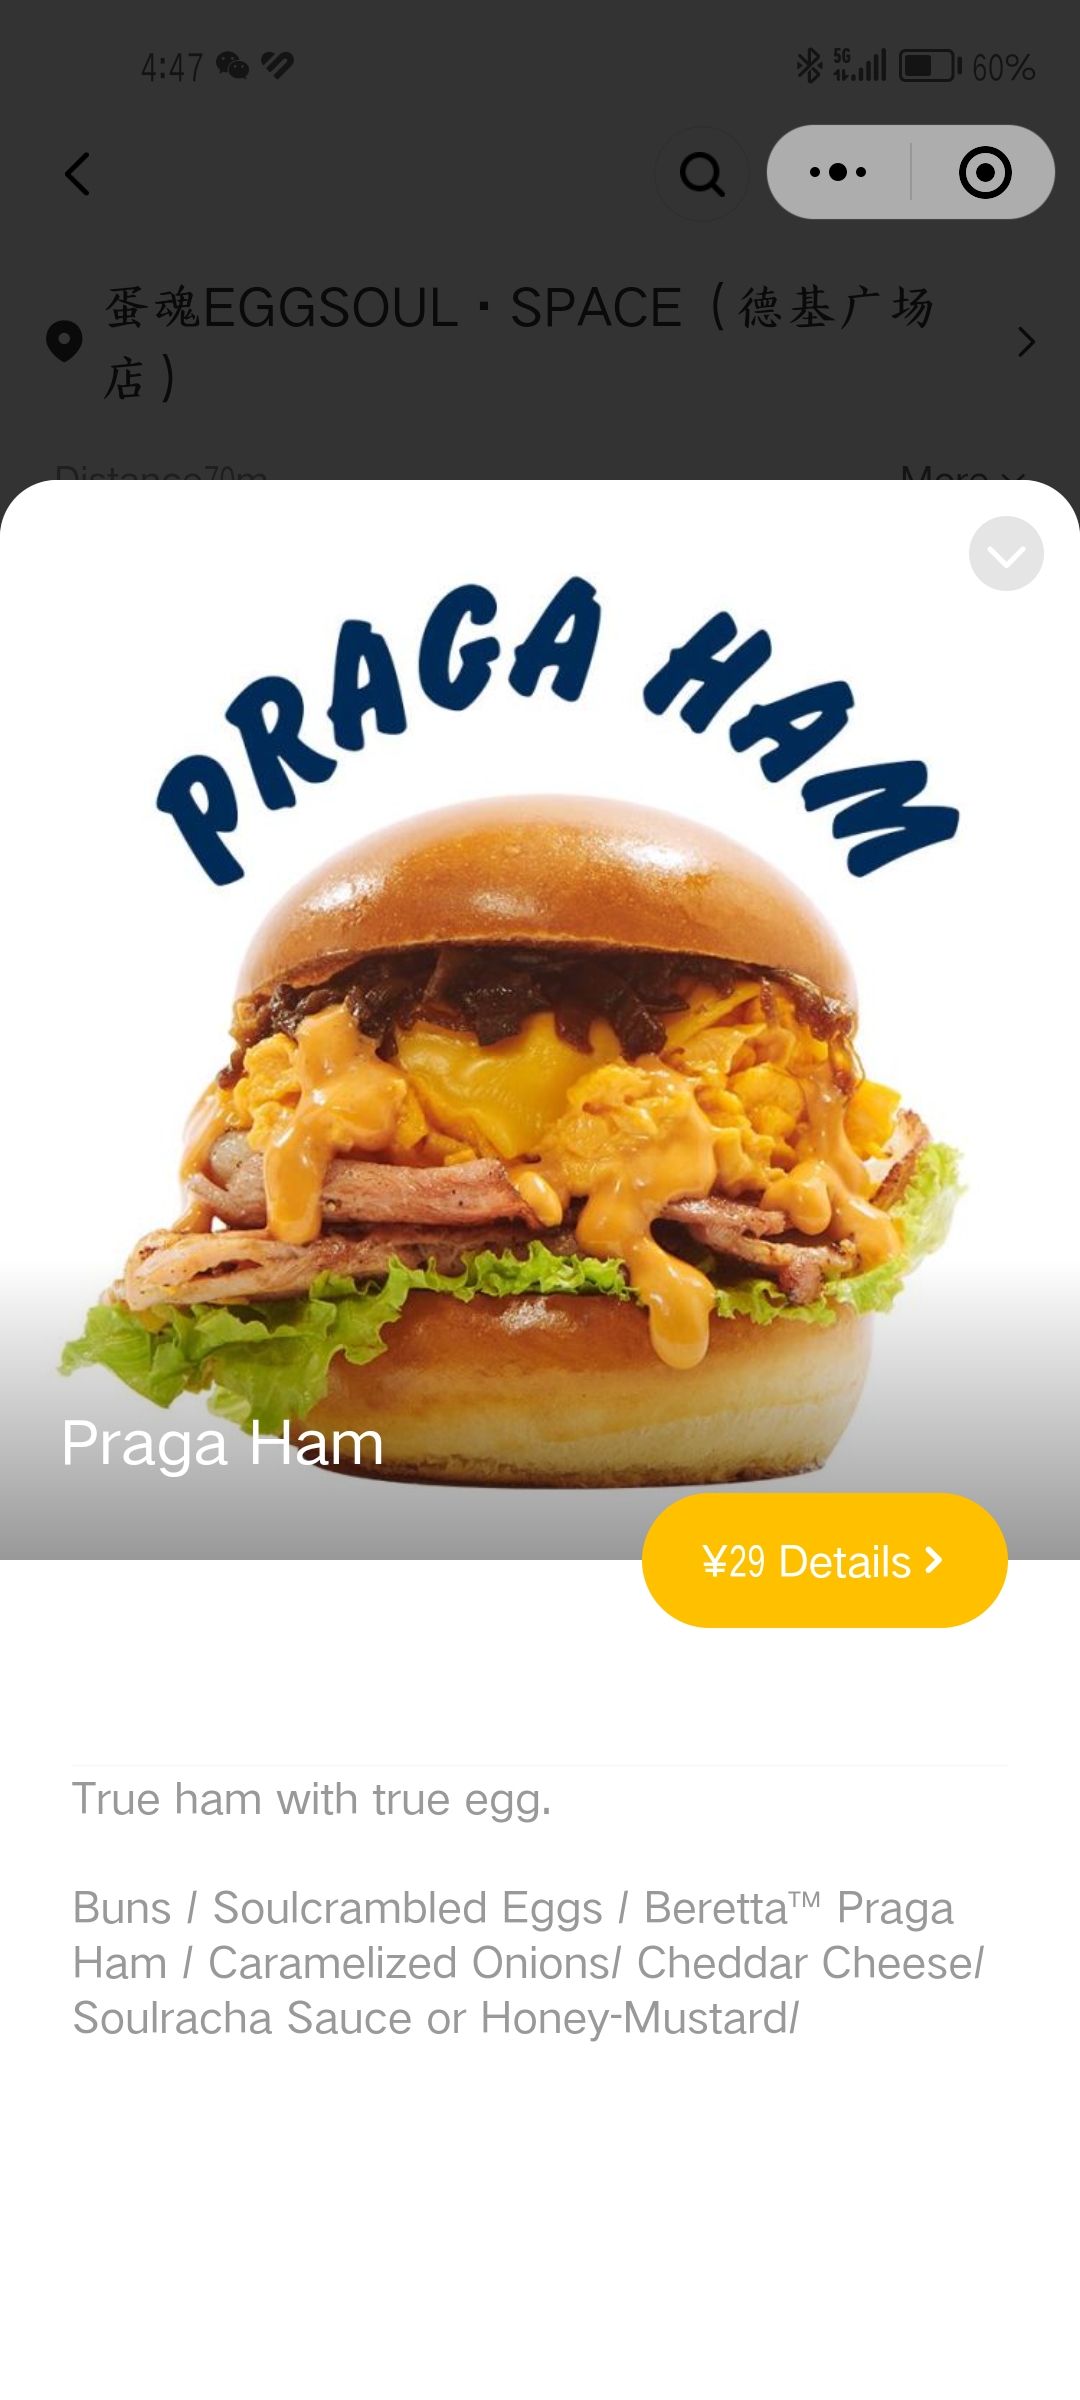 4:47
5G
60%
蛋魂EGGSOUL·SPACE（德基广场
店）
Distance70m
More
PRAGA HAM
Praga Ham
¥29 Details
True ham with true egg.
Buns / Soulcrambled Eggs / Beretta™ Praga
Ham / Caramelized Onions/ Cheddar Cheese/
Soulracha Sauce or Honey-Mustard/